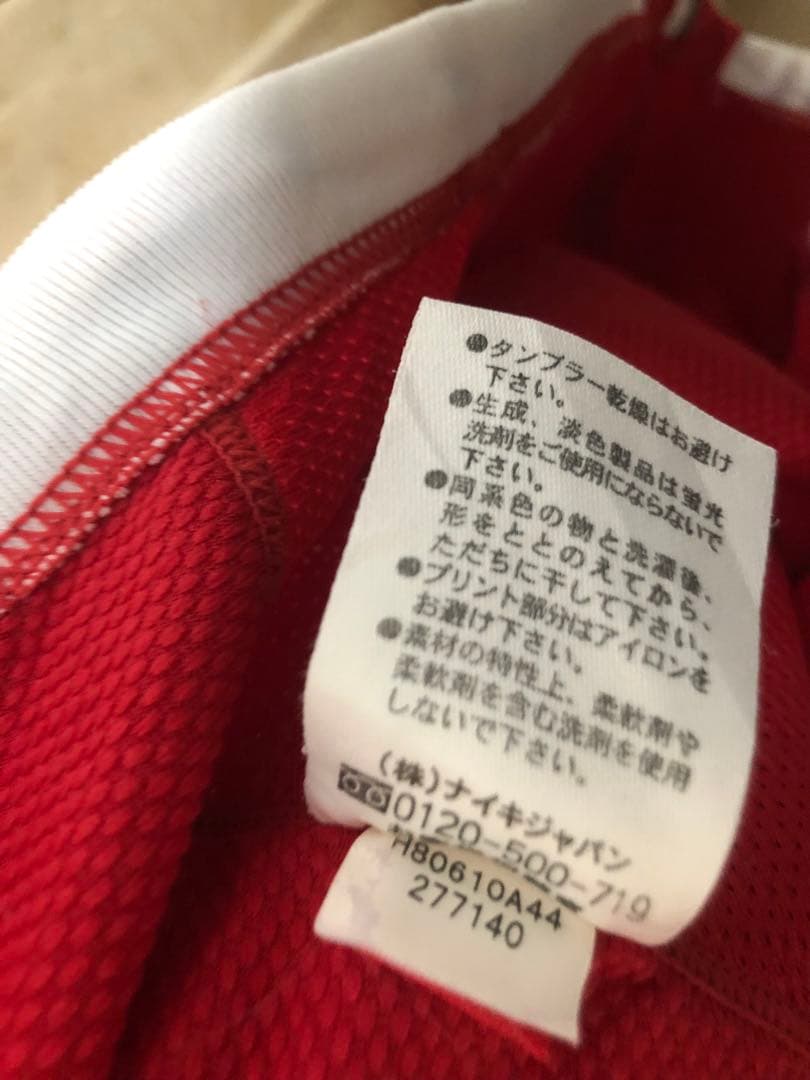 ●タンブラー乾燥はお避け
下さい。
●生成、淡色製品は蛍光
洗剤をご使用にならないで
下さい。
●同系色の物と洗濯後、
形をととのえてから、
ただちに干して下さい。
●プリント部分はアイロンを
お避け下さい。
●素材の特性上、柔軟剤や
柔軟剤を含む洗剤を使用
しないで下さい。
(株)ナイキジャパン
0120-500-719
H80610A44
277140